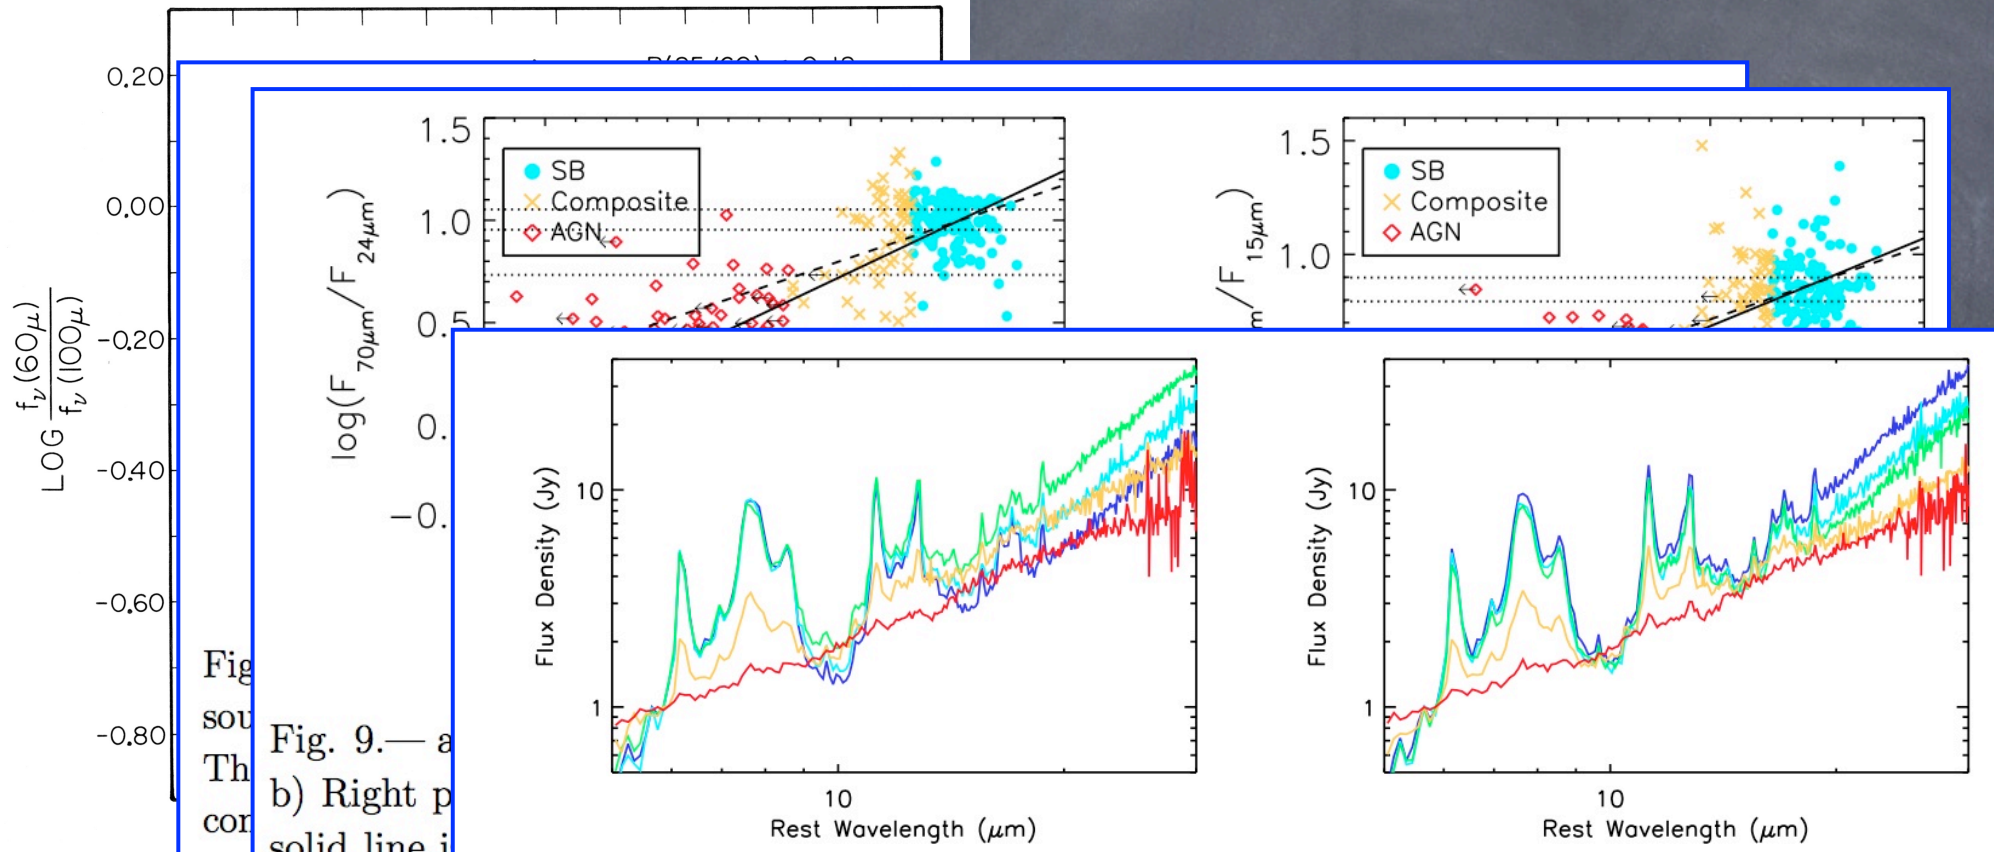 0.20
0.00
-0.20
-0.40
-0.60
-0.80
LOG fν(60μ)
fν(100μ)
Fig
sou
Th
con
1.5
1.0
0.5
0.
−0.
log(F70μm/F24μm)
SB
Composite
AGN
1.5
1.0
m/F15μm)
SB
Composite
AGN
Fig. 9.— a
b) Right p
solid line i
10
1
Flux Density (Jy)
10
Rest Wavelength (μm)
10
1
Flux Density (Jy)
10
Rest Wavelength (μm)